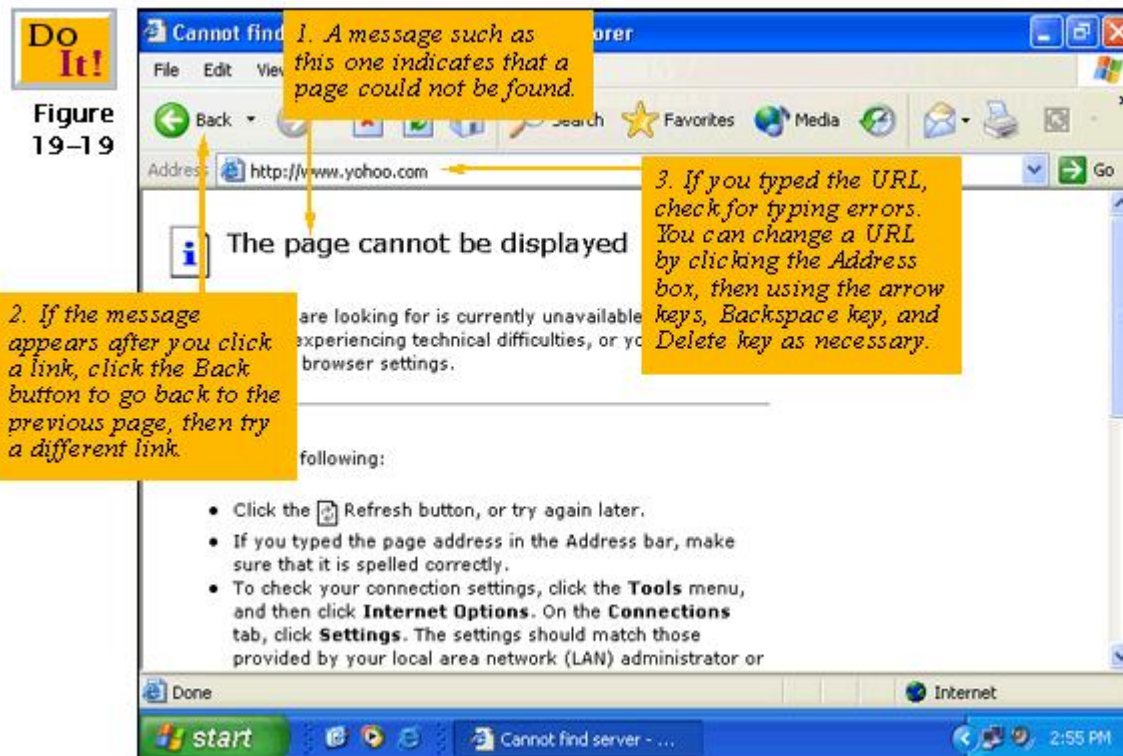 Do
It!
Figure
19–19
Cannot find
orer
1. A message such as
this one indicates that a
page could not be found.
File Edit
Back
Search Favorites Media
Address http://www.yohoo.com Go
The page cannot be displayed
2. If the message
appears after you click
a link, click the Back
button to go back to the
previous page, then try
a different link.
3. If you typed the URL,
check for typing errors.
You can change a URL
by clicking the Address
box, then using the arrow
keys, Backspace key, and
Delete key as necessary.
are looking for is currently unavailable
experiencing technical difficulties, or
browser settings.
following:
• Click the Refresh button, or try again later.
• If you typed the page address in the Address bar, make
sure that it is spelled correctly.
• To check your connection settings, click the Tools menu,
and then click Internet Options. On the Connections
tab, click Settings. The settings should match those
provided by your local area network (LAN) administrator or
Done Internet
start Cannot find server - ... 2:55 PM